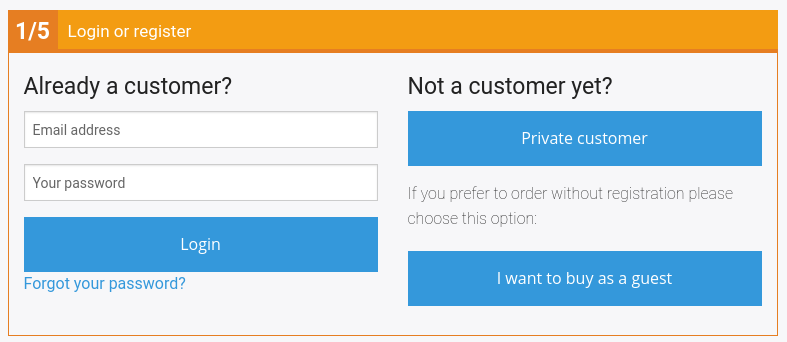 1/5 Login or register
Already a customer?
Email address
Your password
Login
Forgot your password?
Not a customer yet?
Private customer
If you prefer to order without registration please
choose this option:
I want to buy as a guest